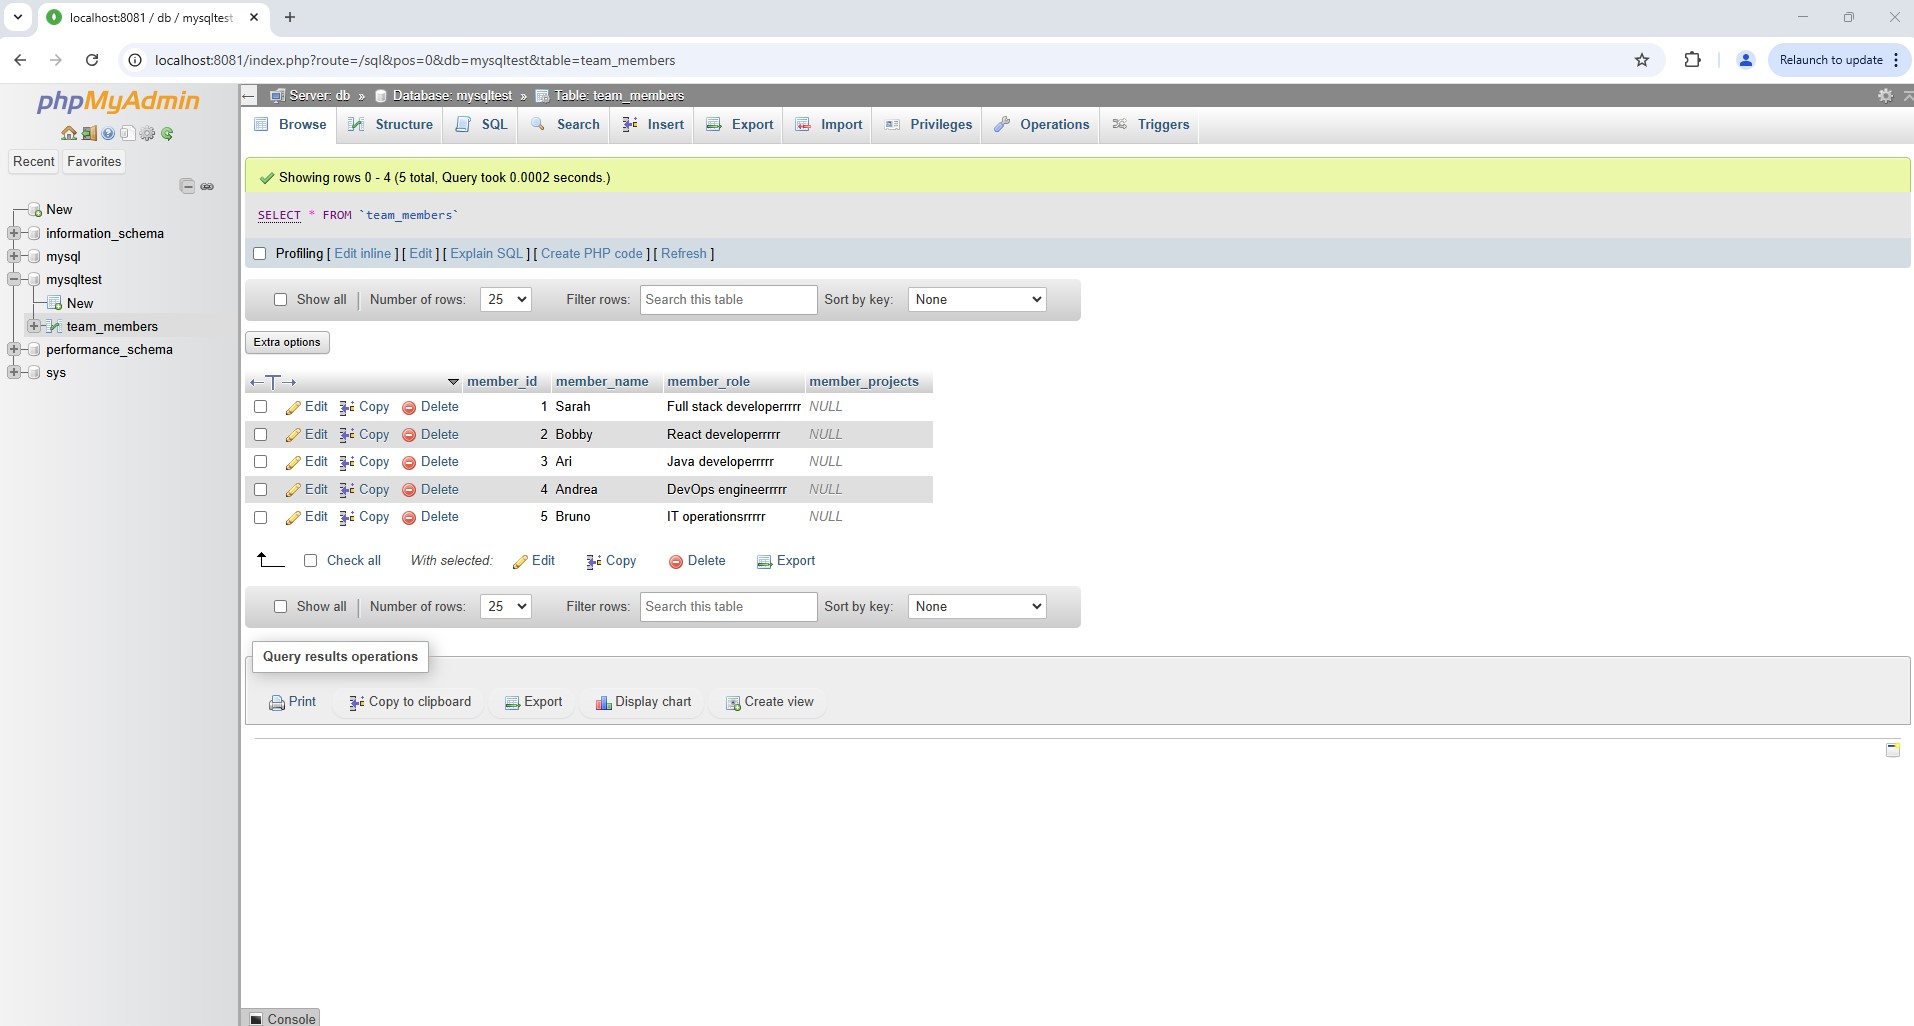 localhost:8081 / db / mysqltest
localhost:8081/index.php?route=/sql&pos=0&db=mysqltest&table=team_members
Relaunch to update
phpMyAdmin
Recent Favorites
New
information_schema
mysql
mysqltest
New
team_members
performance_schema
sys
Server: db » Database: mysqltest » Table: team_members
Browse Structure SQL Search Insert Export Import Privileges Operations Triggers
Showing rows 0 - 4 (5 total, Query took 0.0002 seconds.)
SELECT * FROM `team_members`
Profiling [ Edit inline ] [ Edit ] [ Explain SQL ] [ Create PHP code ] [ Refresh ]
Show all | Number of rows: 25 Filter rows: Search this table Sort by key: None
Extra options
member_id member_name member_role member_projects
Edit Copy Delete 1 Sarah Full stack developerrrrr NULL
Edit Copy Delete 2 Bobby React developerrrrr NULL
Edit Copy Delete 3 Ari Java developerrrrr NULL
Edit Copy Delete 4 Andrea DevOps engineerrrrr NULL
Edit Copy Delete 5 Bruno IT operationsrrrrr NULL
Check all With selected: Edit Copy Delete Export
Show all | Number of rows: 25 Filter rows: Search this table Sort by key: None
Query results operations
Print Copy to clipboard Export Display chart Create view
Console